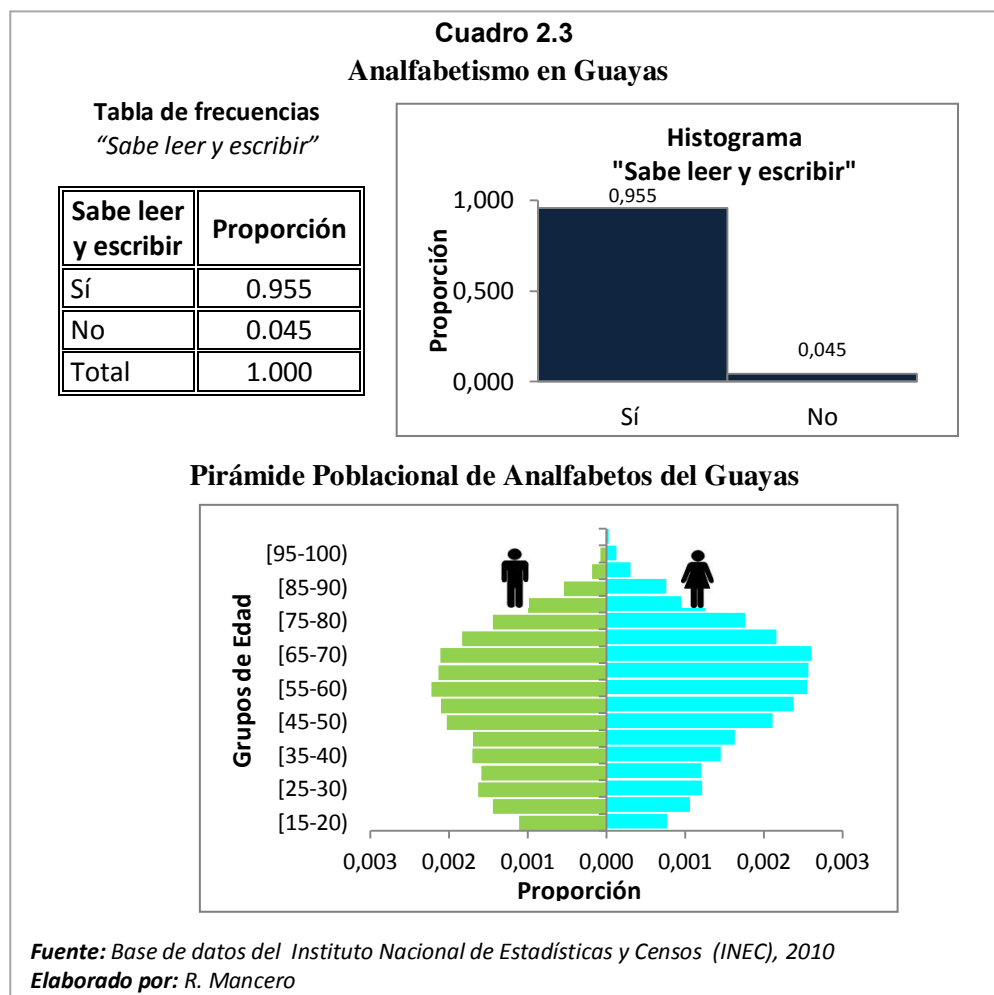 Cuadro 2.3
Analfabetismo en Guayas
Tabla de frecuencias
“Sabe leer y escribir”
Sabe leer y escribir Proporción
Sí 0.955
No 0.045
Total 1.000
Histograma
"Sabe leer y escribir"
Proporción
1,000
0,500
0,000
0,955
0,045
Sí No
Pirámide Poblacional de Analfabetos del Guayas
Grupos de Edad
[95-100)
[85-90)
[75-80)
[65-70)
[55-60)
[45-50)
[35-40)
[25-30)
[15-20)
0,003 0,002 0,001 0,000 0,001 0,002 0,003
Proporción
Fuente: Base de datos del Instituto Nacional de Estadísticas y Censos (INEC), 2010
Elaborado por: R. Mancero